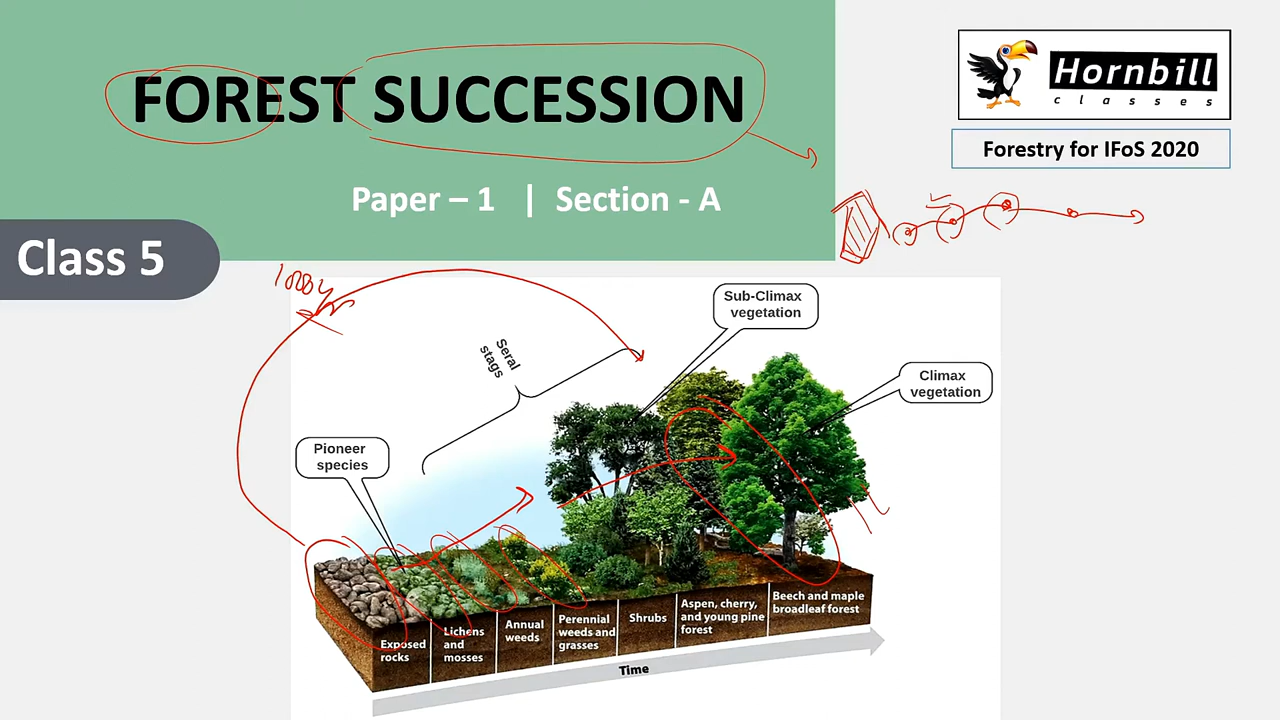 FOREST SUCCESSION
Paper – 1 | Section - A
Class 5
Hornbill
classes
Forestry for IFoS 2020
Sub-Climax
vegetation
Seral
stags
Climax
vegetation
Pioneer
species
Exposed
rocks
Lichens
and
mosses
Annual
weeds
Perennial
weeds and
grasses
Shrubs
Aspen, cherry,
and young pine
forest
Beech and maple
broadleaf forest
Time